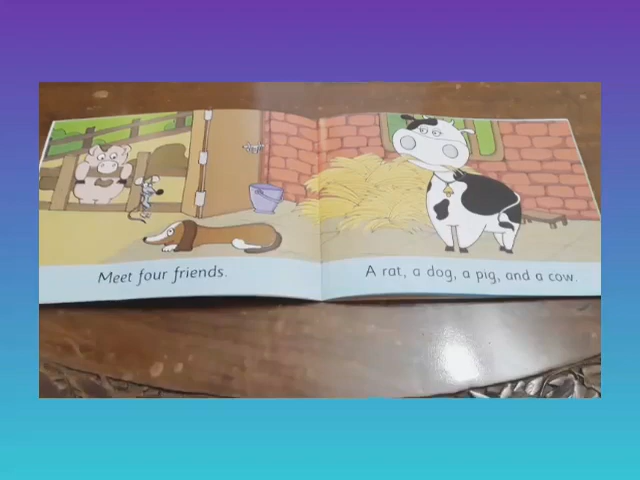 Meet four friends.
A rat, a dog, a pig, and a cow.